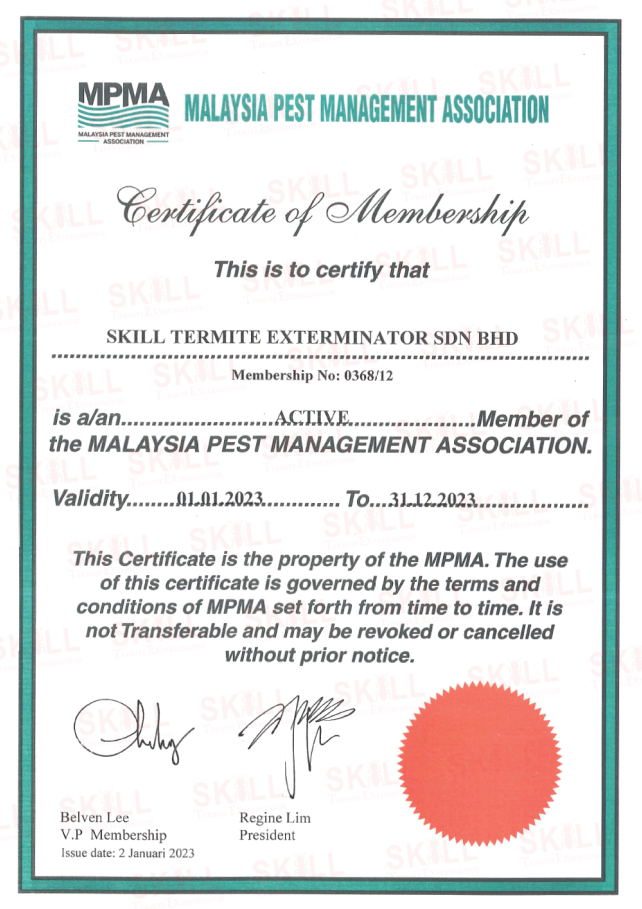 MPMA
MALAYSIA PEST MANAGEMENT
ASSOCIATION
MALAYSIA PEST MANAGEMENT ASSOCIATION
Certificate of Membership
This is to certify that
SKILL TERMITE EXTERMINATOR SDN BHD
Membership No: 0368/12
is a/an.........................ACTIVE.....................Member of
the MALAYSIA PEST MANAGEMENT ASSOCIATION.
Validity........01.01.2023............. To...31.12.2023...................
This Certificate is the property of the MPMA. The use
of this certificate is governed by the terms and
conditions of MPMA set forth from time to time. It is
not Transferable and may be revoked or cancelled
without prior notice.
Belven Lee
V.P Membership
Issue date: 2 Januari 2023
Regine Lim
President
SKILL